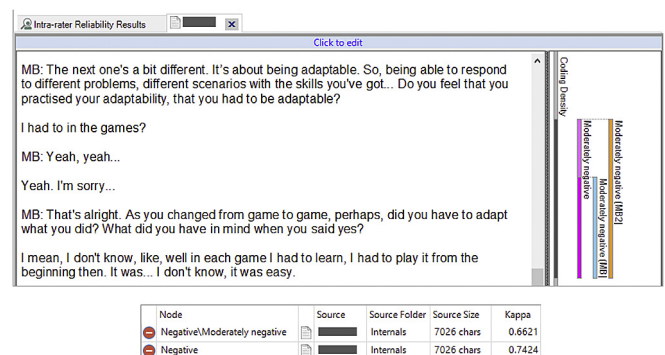 Intra-rater Reliability Results
Click to edit
MB: The next one's a bit different. It's about being adaptable. So, being able to respond
to different problems, different scenarios with the skills you've got... Do you feel that you
practised your adaptability, that you had to be adaptable?
I had to in the games?
MB: Yeah, yeah...
Yeah. I'm sorry...
MB: That's alright. As you changed from game to game, perhaps, did you have to adapt
what you did? What did you have in mind when you said yes?
I mean, I don't know, like, well in each game I had to learn, I had to play it from the
beginning then. It was... I don't know, it was easy.
Coding Density
Moderately negative
Moderately negative (MB)
Moderately negative (MB2)
Node Source Source Folder Source Size Kappa
Negative\Moderately negative Internals 7026 chars 0.6621
Negative Internals 7026 chars 0.7424